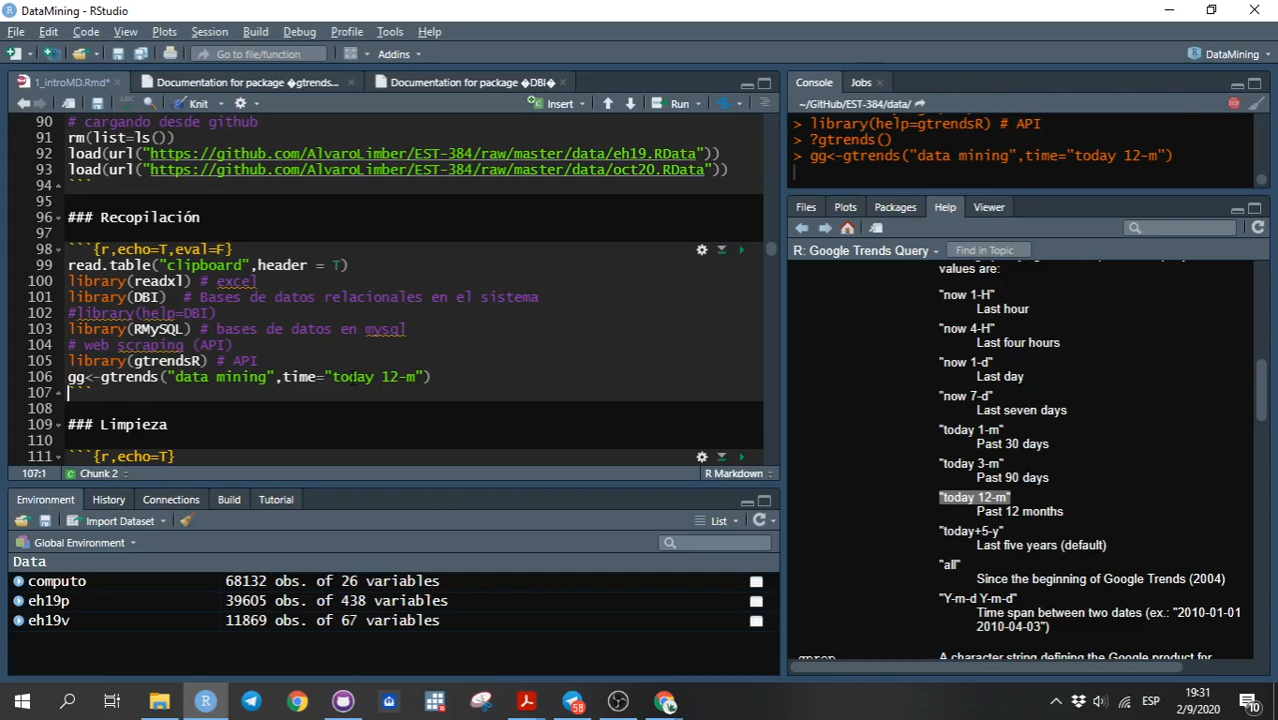 DataMining - RStudio
File Edit Code View Plots Session Build Debug Profile Tools Help
Go to file/function Addins DataMining
1_introMD.Rmd* Documentation for package �gtrends... Documentation for package �DBI�
Knit Insert Run
90 # cargando desde github
91 rm(list=ls())
92 load(url("https://github.com/AlvaroLimber/EST-384/raw/master/data/eh19.RData"))
93 load(url("https://github.com/AlvaroLimber/EST-384/raw/master/data/oct20.RData"))
94 ```
95
96 ### Recopilación
97
98 ```{r,echo=T,eval=F}
99 read.table("clipboard",header = T)
100 library(readxl) # excel
101 library(DBI) # Bases de datos relacionales en el sistema
102 #library(help=DBI)
103 library(RMySQL) # bases de datos en mysql
104 # web scraping (API)
105 library(gtrendsR) # API
106 gg<-gtrends("data mining",time="today 12-m")
107 ```
108
109 ### Limpieza
110
111 ```{r,echo=T}
107:1 Chunk 2 R Markdown
Environment History Connections Build Tutorial
Import Dataset List
Global Environment
Data
computo 68132 obs. of 26 variables
eh19p 39605 obs. of 438 variables
eh19v 11869 obs. of 67 variables
Console Jobs
~/GitHub/EST-384/data/
> library(help=gtrendsR) # API
> ?gtrends()
> gg<-gtrends("data mining",time="today 12-m")
Files Plots Packages Help Viewer
R: Google Trends Query Find in Topic
values are:
"now 1-H"
Last hour
"now 4-H"
Last four hours
"now 1-d"
Last day
"now 7-d"
Last seven days
"today 1-m"
Past 30 days
"today 3-m"
Past 90 days
"today 12-m"
Past 12 months
"today+5-y"
Last five years (default)
"all"
Since the beginning of Google Trends (2004)
"Y-m-d Y-m-d"
Time span between two dates (ex.: "2010-01-01
2010-04-03")
gprop A character string defining the Google product for
58
ESP
19:31
2/9/2020
10